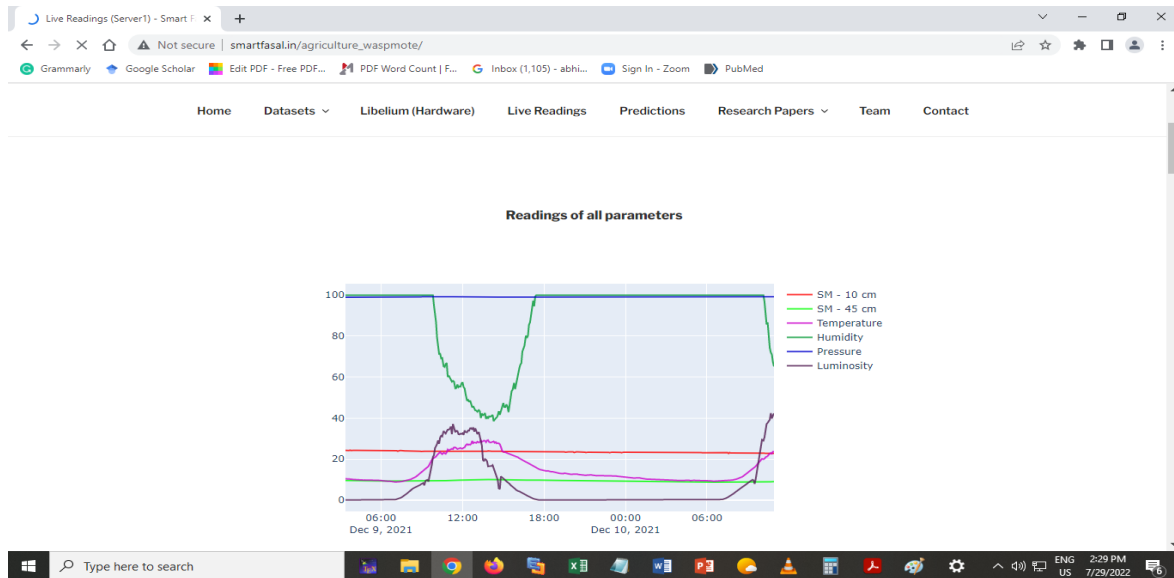 Live Readings (Server1) - Smart F
Not secure | smartfasal.in/agriculture_waspmote/
Grammarly Google Scholar Edit PDF - Free PDF... PDF Word Count | F... Inbox (1,105) - abhi... Sign In - Zoom PubMed
Home Datasets Libelium (Hardware) Live Readings Predictions Research Papers Team Contact
Readings of all parameters
100
80
60
40
20
0
06:00 12:00 18:00 00:00 06:00
Dec 9, 2021 Dec 10, 2021
SM - 10 cm
SM - 45 cm
Temperature
Humidity
Pressure
Luminosity
Type here to search
ENG 2:29 PM
US 7/29/2022
6